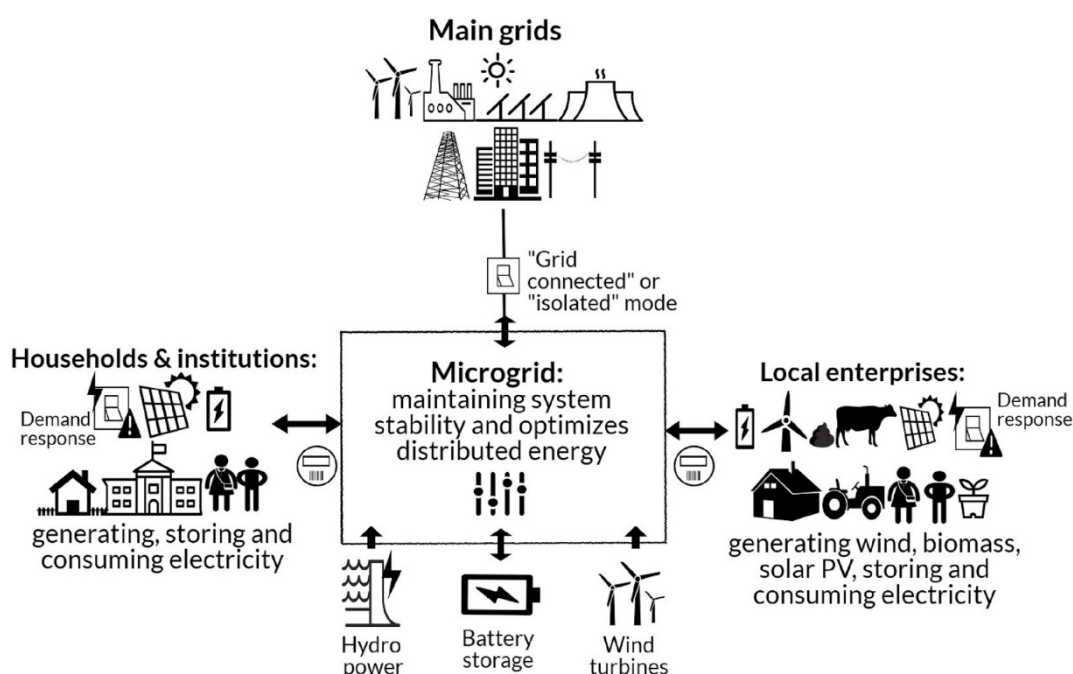 Main grids
"Grid
connected" or
"isolated" mode
Households & institutions:
Demand
response
generating, storing and
consuming electricity
Microgrid:
maintaining system
stability and optimizes
distributed energy
Local enterprises:
Demand
response
generating wind, biomass,
solar PV, storing and
consuming electricity
Hydro
power
Battery
storage
Wind
turbines